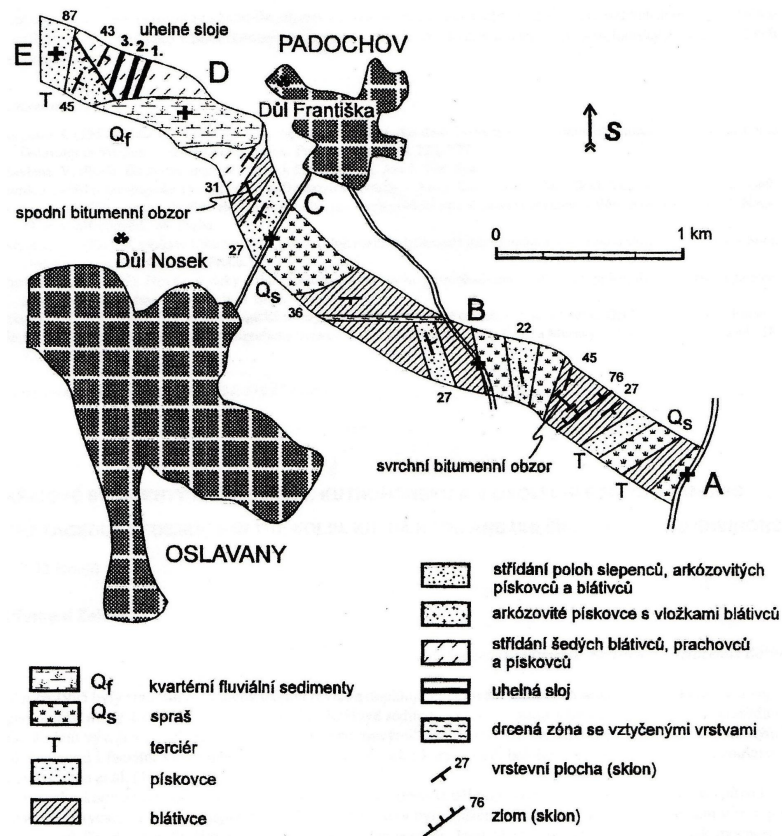 87
E
43
3. 2. 1.
uhelné sloje
D
PADOCHOV
Důl Františka
T
45
Qf
S
31
spodní bitumenní obzor
C
Důl Nosek
27
Qs
36
0
1 km
B
22
45
76
27
27
Qs
svrchní bitumenní obzor
T
T
A
OSLAVANY
střídání poloh slepenců, arkózovitých
pískovců a blátivců
arkózovité pískovce s vložkami blátivců
střídání šedých blátivců, prachovců
a pískovců
uhelná sloj
drcená zóna se vztyčenými vrstvami
27 vrstevní plocha (sklon)
76 zlom (sklon)
Qf kvartérní fluviální sedimenty
Qs spraš
T terciér
pískovce
blátivce